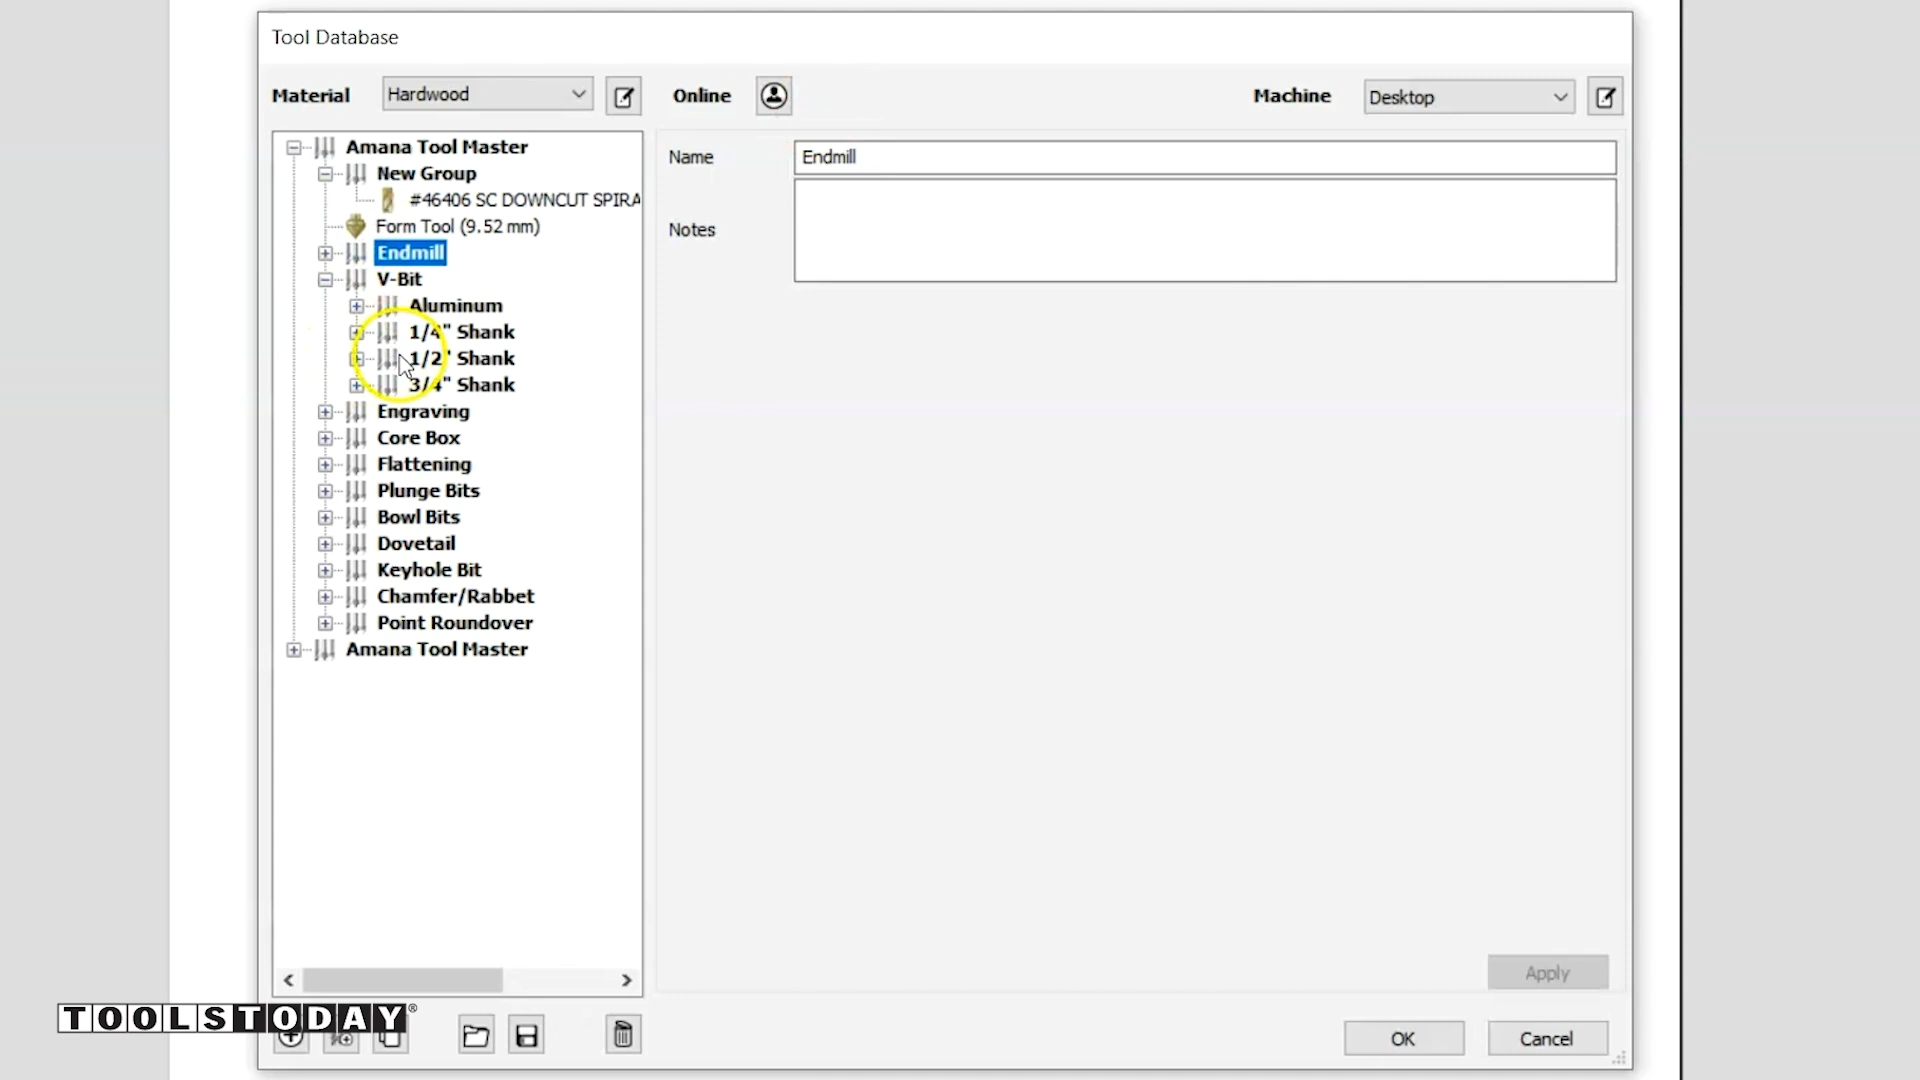 Tool Database
Material Hardwood Online Machine Desktop
Amana Tool Master
New Group
#46406 SC DOWNCUT SPIRA
Form Tool (9.52 mm)
Endmill
V-Bit
Aluminum
1/4" Shank
1/2" Shank
3/4" Shank
Engraving
Core Box
Flattening
Plunge Bits
Bowl Bits
Dovetail
Keyhole Bit
Chamfer/Rabbet
Point Roundover
Amana Tool Master
Name Endmill
Notes
Apply
OK Cancel
TOOLSTODAY®